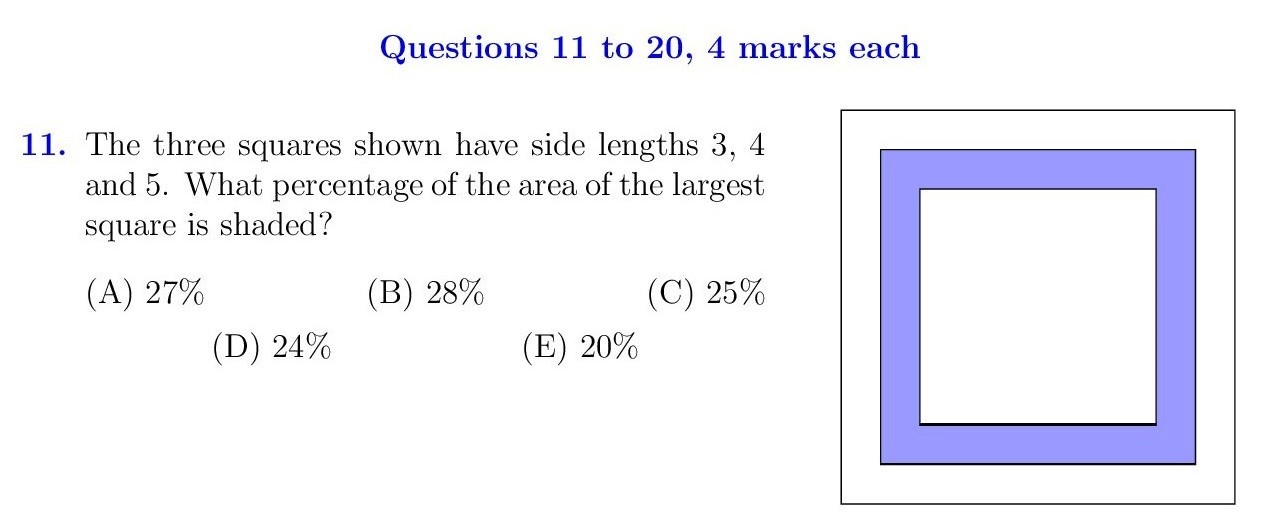 Questions 11 to 20, 4 marks each
11. The three squares shown have side lengths 3, 4
and 5. What percentage of the area of the largest
square is shaded?
(A) 27% (B) 28% (C) 25%
(D) 24% (E) 20%